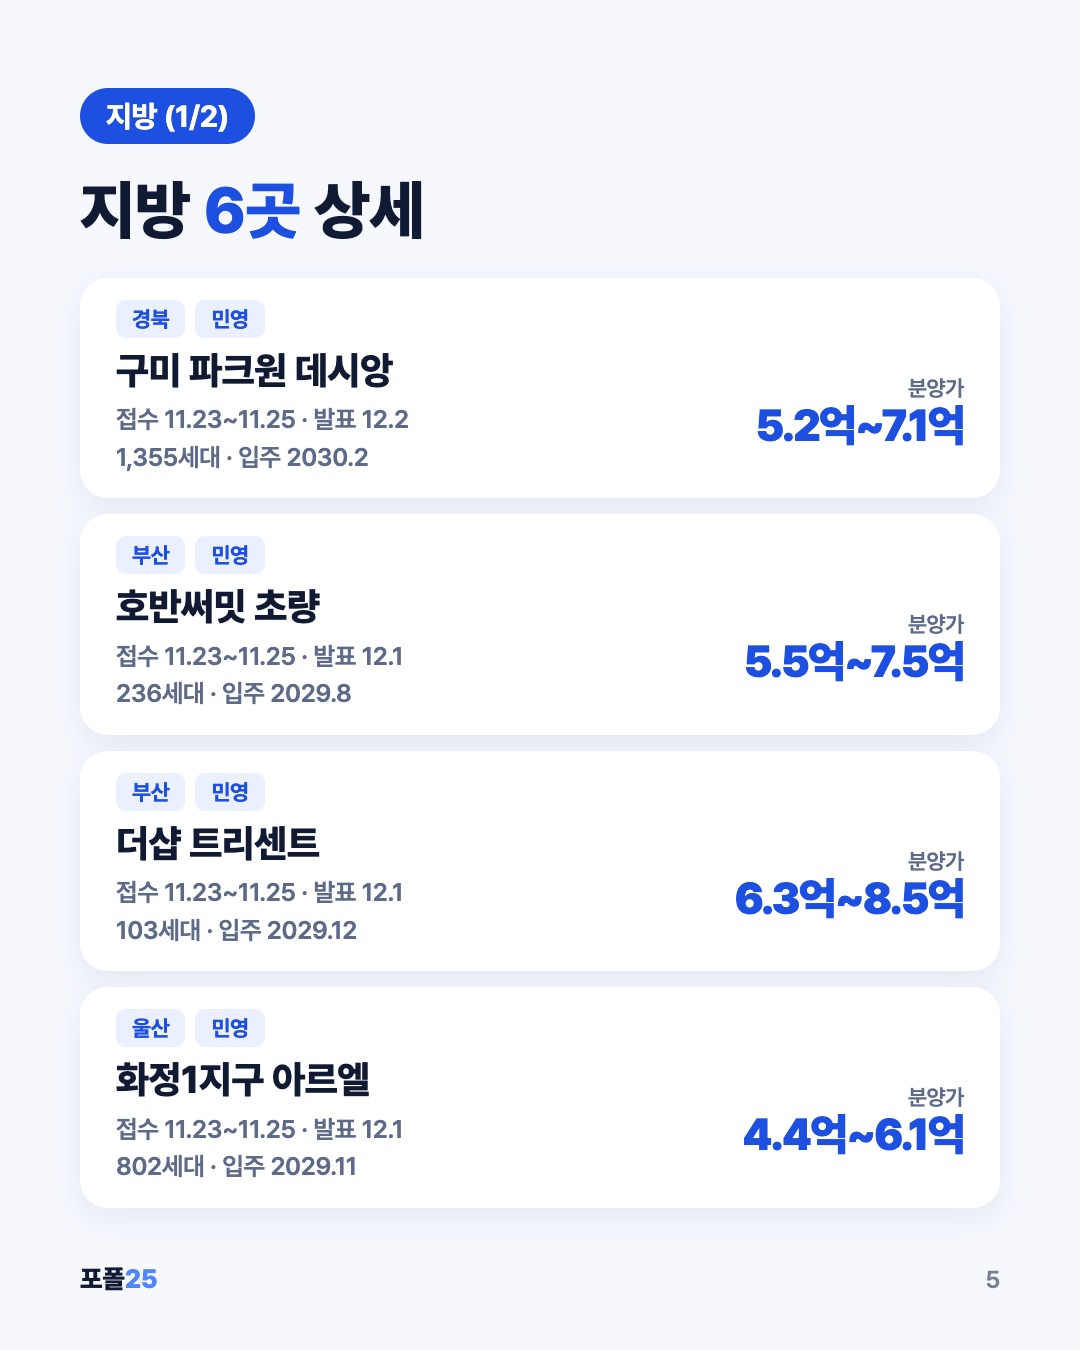 지방 (1/2)
지방 6곳 상세
경북 민영
구미 파크원 데시앙
접수 11.23~11.25 · 발표 12.2
1,355세대 · 입주 2030.2
분양가
5.2억~7.1억
부산 민영
호반써밋 초량
접수 11.23~11.25 · 발표 12.1
236세대 · 입주 2029.8
분양가
5.5억~7.5억
부산 민영
더샵 트리센트
접수 11.23~11.25 · 발표 12.1
103세대 · 입주 2029.12
분양가
6.3억~8.5억
울산 민영
화정1지구 아르엘
접수 11.23~11.25 · 발표 12.1
802세대 · 입주 2029.11
분양가
4.4억~6.1억
포폴25
5